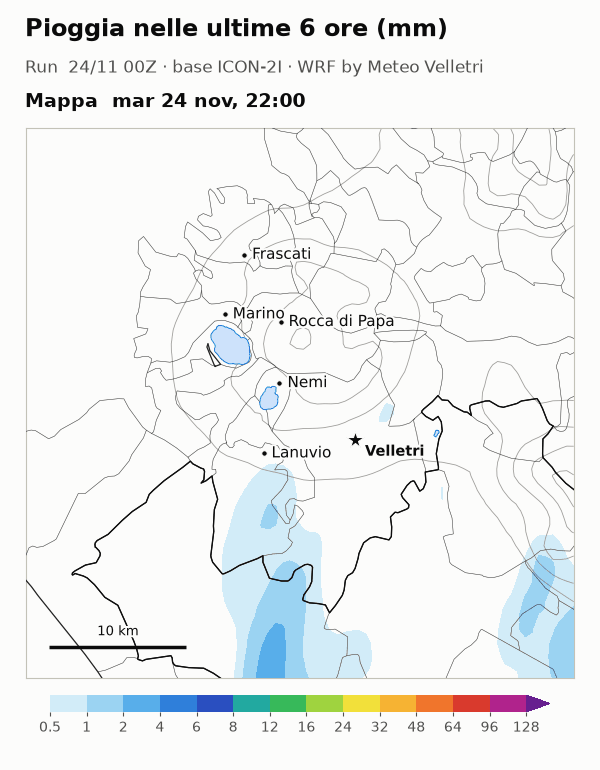 Pioggia nelle ultime 6 ore (mm)
Run 24/11 00Z · base ICON-2I · WRF by Meteo Velletri
Mappa mar 24 nov, 22:00
Frascati
Marino
Rocca di Papa
Nemi
Velletri
Lanuvio
10 km
0.5 1 2 4 6 8 12 16 24 32 48 64 96 128